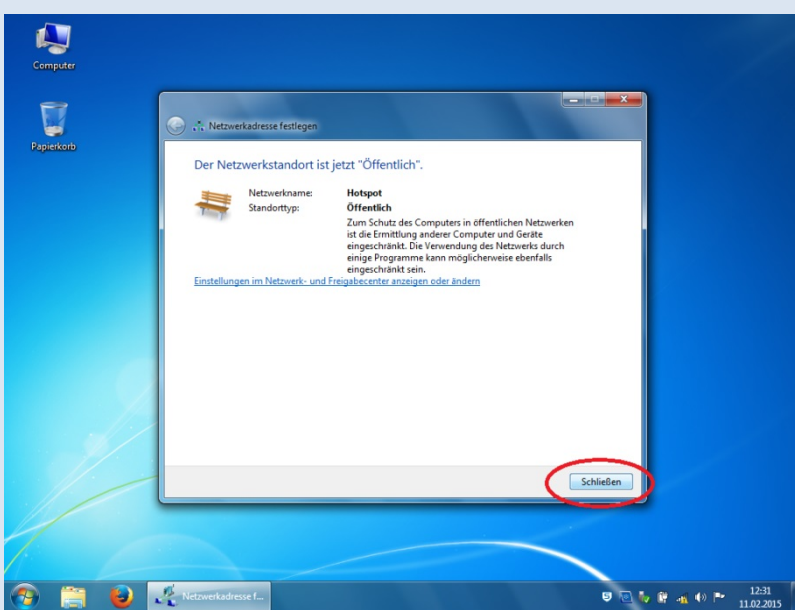 Computer
Papierkorb
Netzwerkadresse festlegen
Der Netzwerkstandort ist jetzt "Öffentlich".
Netzwerkname: Hotspot
Standorttyp: Öffentlich
Zum Schutz des Computers in öffentlichen Netzwerken
ist die Ermittlung anderer Computer und Geräte
eingeschränkt. Die Verwendung des Netzwerks durch
einige Programme kann möglicherweise ebenfalls
eingeschränkt sein.
Einstellungen im Netzwerk- und Freigabecenter anzeigen oder ändern
Schließen
Netzwerkadresse f...
12:31
11.02.2015